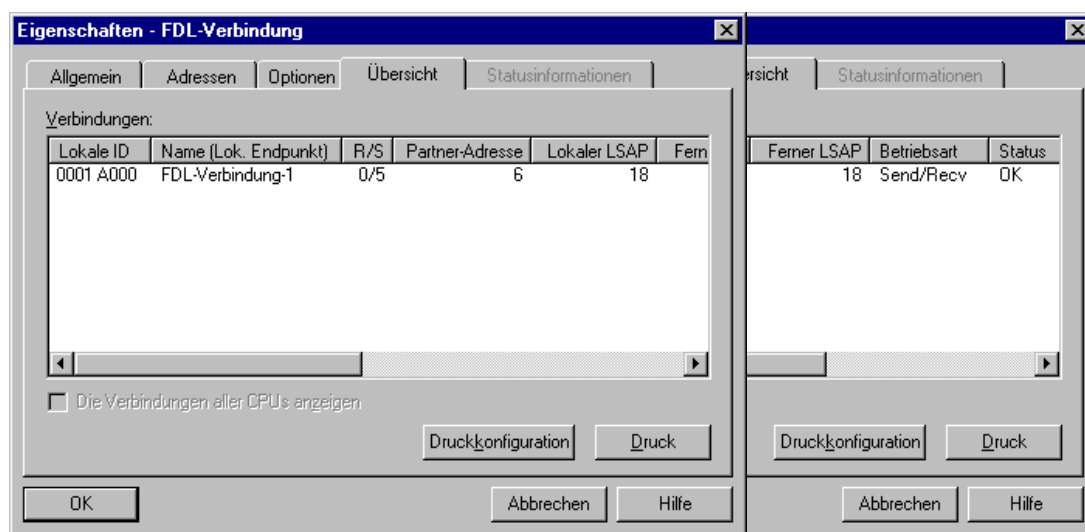 Eigenschaften - FDL-Verbindung
Allgemein Adressen Optionen Übersicht Statusinformationen
Verbindungen:
Lokale ID Name (Lok. Endpunkt) R/S Partner-Adresse Lokaler LSAP Fern
0001 A000 FDL-Verbindung-1 0/5 6 18
Die Verbindungen aller CPUs anzeigen
Druckkonfiguration Druck
OK Abbrechen Hilfe
ersicht Statusinformationen
Ferner LSAP Betriebsart Status
18 Send/Recv OK
Druckkonfiguration Druck
Abbrechen Hilfe